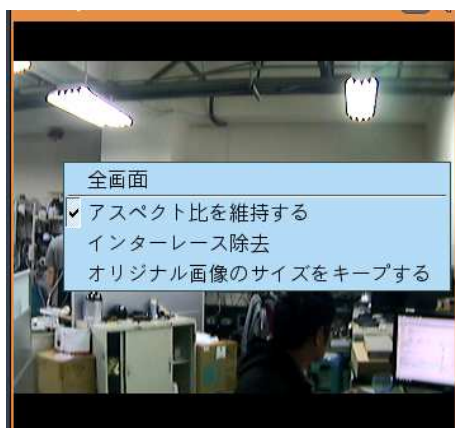 全画面
アスペクト比を維持する
インターレース除去
オリジナル画像のサイズをキープする